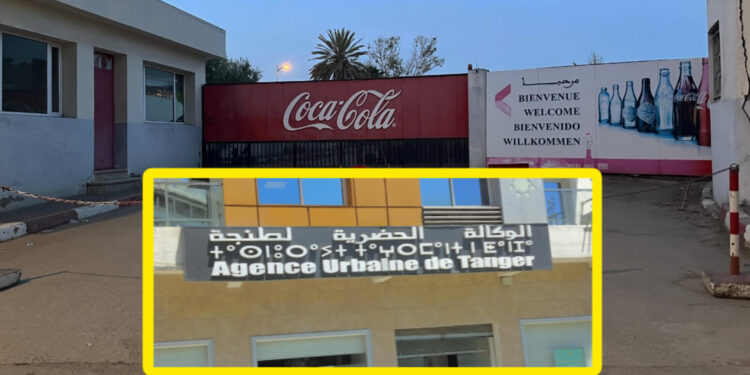 Coca-Cola
مرحبا
BIENVENUE
WELCOME
BIENVENIDO
WILLKOMMEN
الوكالة الحضرية لطنجة
Agence Urbaine de Tanger